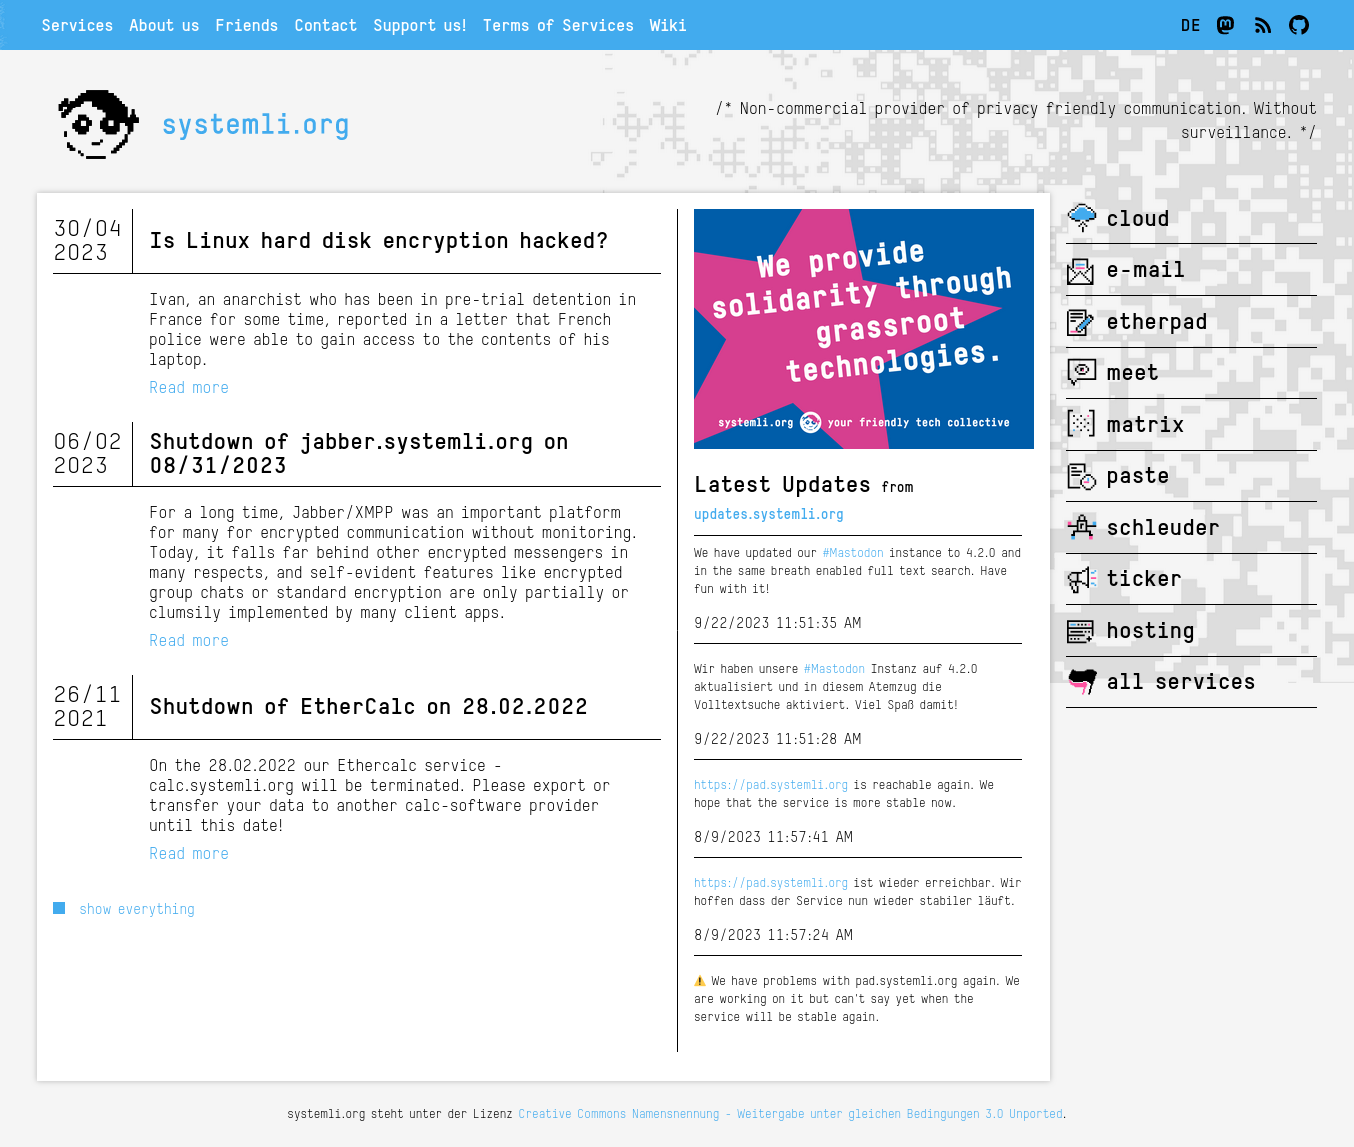 Services About us Friends Contact Support us! Terms of Services Wiki DE
systemli.org
/* Non-commercial provider of privacy friendly communication. Without
surveillance. */
30/04
2023
Is Linux hard disk encryption hacked?
Ivan, an anarchist who has been in pre-trial detention in
France for some time, reported in a letter that French
police were able to gain access to the contents of his
laptop.
Read more
06/02
2023
Shutdown of jabber.systemli.org on
08/31/2023
For a long time, Jabber/XMPP was an important platform
for many for encrypted communication without monitoring.
Today, it falls far behind other encrypted messengers in
many respects, and self-evident features like encrypted
group chats or standard encryption are only partially or
clumsily implemented by many client apps.
Read more
26/11
2021
Shutdown of EtherCalc on 28.02.2022
On the 28.02.2022 our Ethercalc service -
calc.systemli.org will be terminated. Please export or
transfer your data to another calc-software provider
until this date!
Read more
show everything
We provide
solidarity through
grassroot
technologies.
systemli.org your friendly tech collective
Latest Updates from
updates.systemli.org
We have updated our #Mastodon instance to 4.2.0 and
in the same breath enabled full text search. Have
fun with it!
9/22/2023 11:51:35 AM
Wir haben unsere #Mastodon Instanz auf 4.2.0
aktualisiert und in diesem Atemzug die
Volltextsuche aktiviert. Viel Spaß damit!
9/22/2023 11:51:28 AM
https://pad.systemli.org is reachable again. We
hope that the service is more stable now.
8/9/2023 11:57:41 AM
https://pad.systemli.org ist wieder erreichbar. Wir
hoffen dass der Service nun wieder stabiler läuft.
8/9/2023 11:57:24 AM
⚠️ We have problems with pad.systemli.org again. We
are working on it but can't say yet when the
service will be stable again.
cloud
e-mail
etherpad
meet
matrix
paste
schleuder
ticker
hosting
all services
systemli.org steht unter der Lizenz Creative Commons Namensnennung - Weitergabe unter gleichen Bedingungen 3.0 Unported.